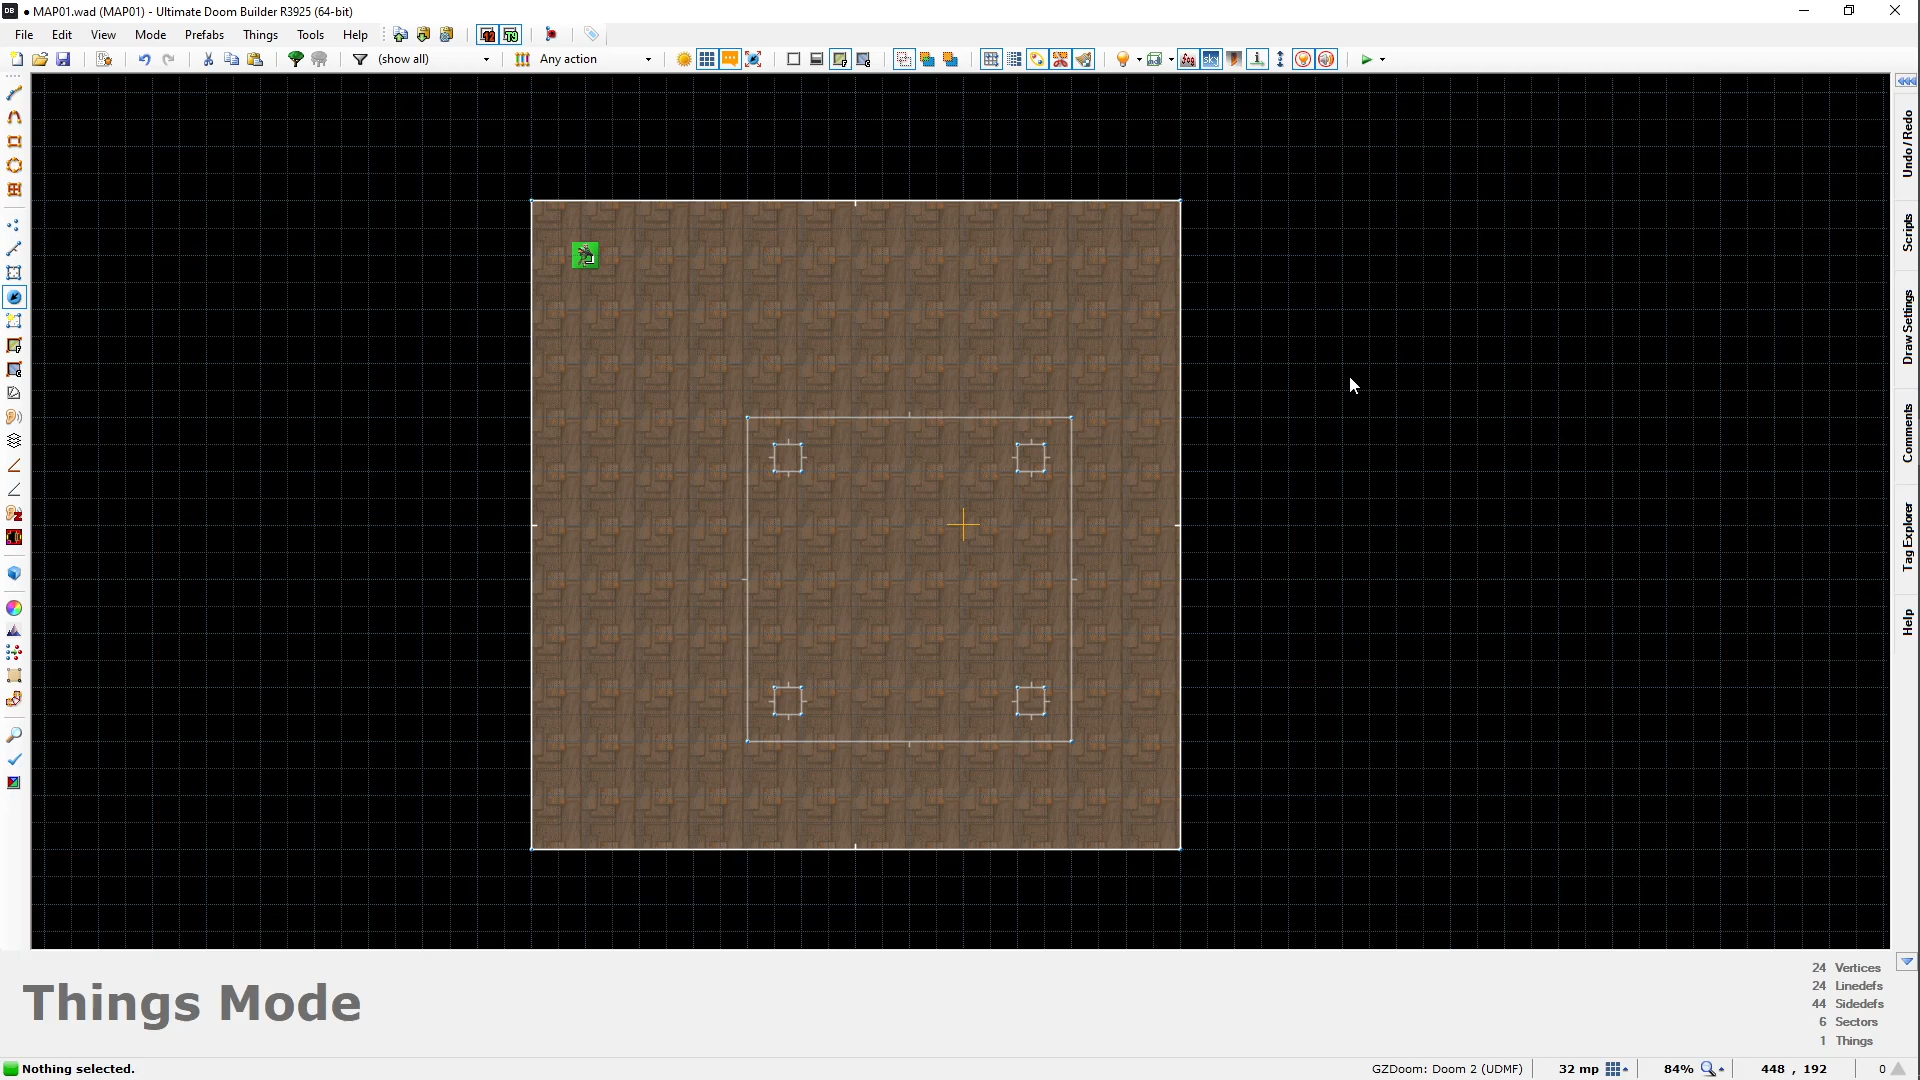 DB ● MAP01.wad (MAP01) - Ultimate Doom Builder R3925 (64-bit)
File Edit View Mode Prefabs Things Tools Help
(show all) Any action
Undo / Redo
Scripts
Draw Settings
Comments
Tag Explorer
Help
Things Mode
24 Vertices
24 Linedefs
44 Sidedefs
6 Sectors
1 Things
Nothing selected.
GZDoom: Doom 2 (UDMF) 32 mp 84% 448 , 192 0